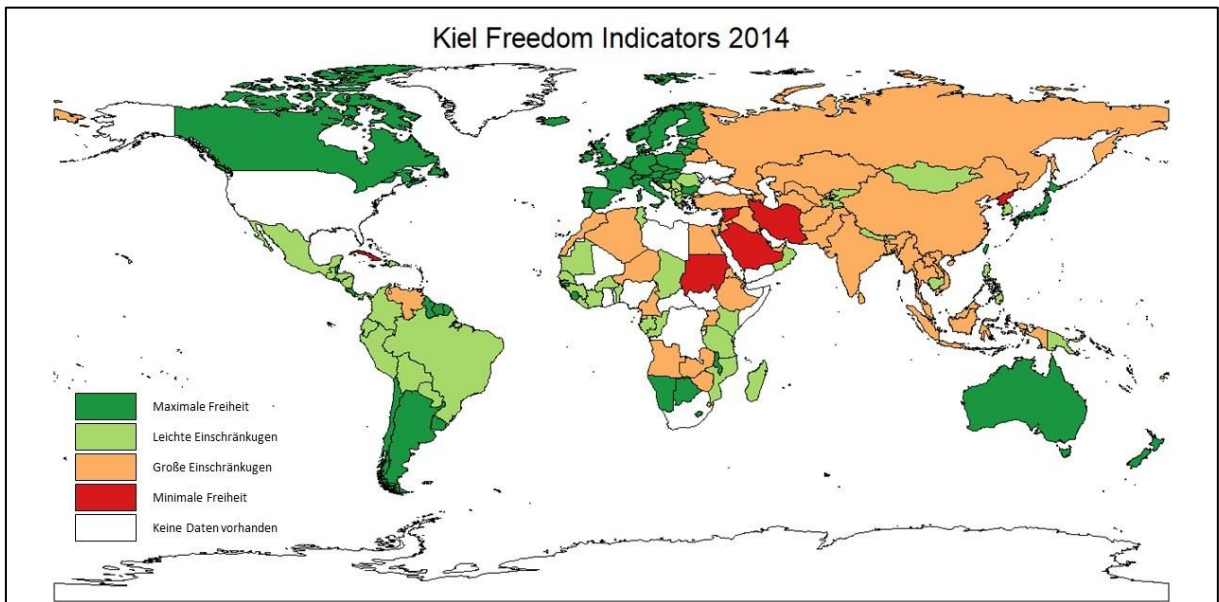 Kiel Freedom Indicators 2014
Maximale Freiheit
Leichte Einschränkugen
Große Einschränkugen
Minimale Freiheit
Keine Daten vorhanden